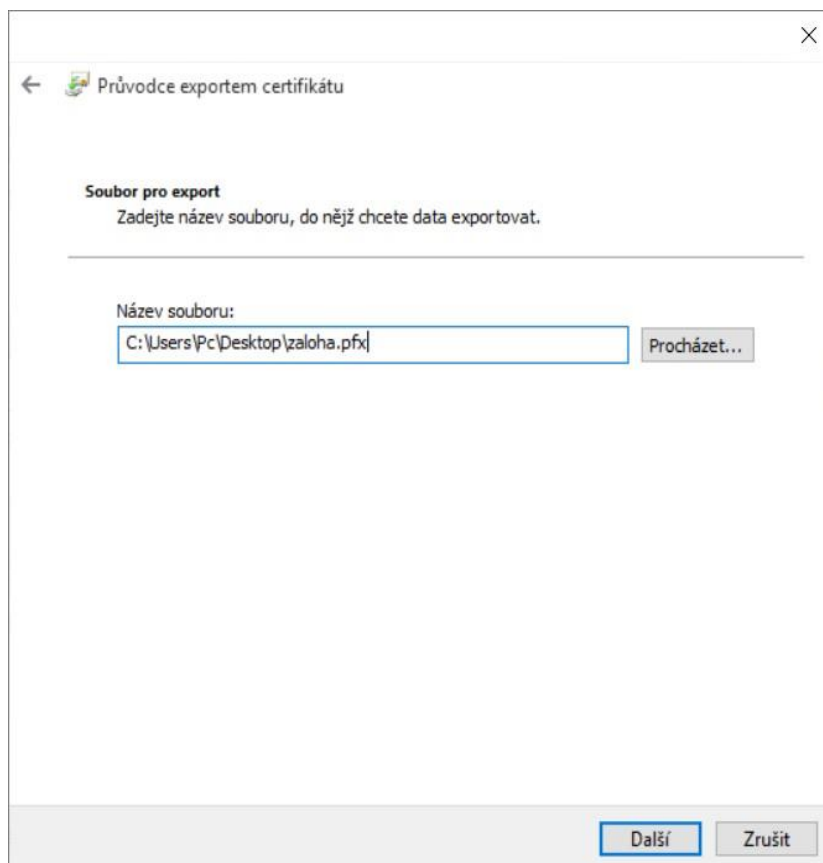 Průvodce exportem certifikátu
Soubor pro export
Zadejte název souboru, do nějž chcete data exportovat.
Název souboru:
C:\Users\Pc\Desktop\zaloha.pfx
Procházet...
Další
Zrušit